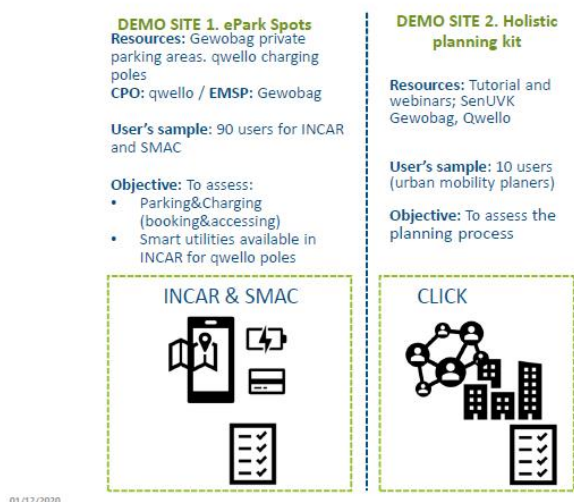 DEMO SITE 1. ePark Spots
Resources: Gewobag private
parking areas. qwello charging
poles
CPO: qwello / EMSP: Gewobag
User's sample: 90 users for INCAR
and SMAC
Objective: To assess:
• Parking&Charging
(booking&accessing)
• Smart utilities available in
INCAR for qwello poles
INCAR & SMAC
DEMO SITE 2. Holistic
planning kit
Resources: Tutorial and
webinars; SenUVK
Gewobag, Qwello
User's sample: 10 users
(urban mobility planers)
Objective: To assess the
planning process
CLICK
01/12/2020